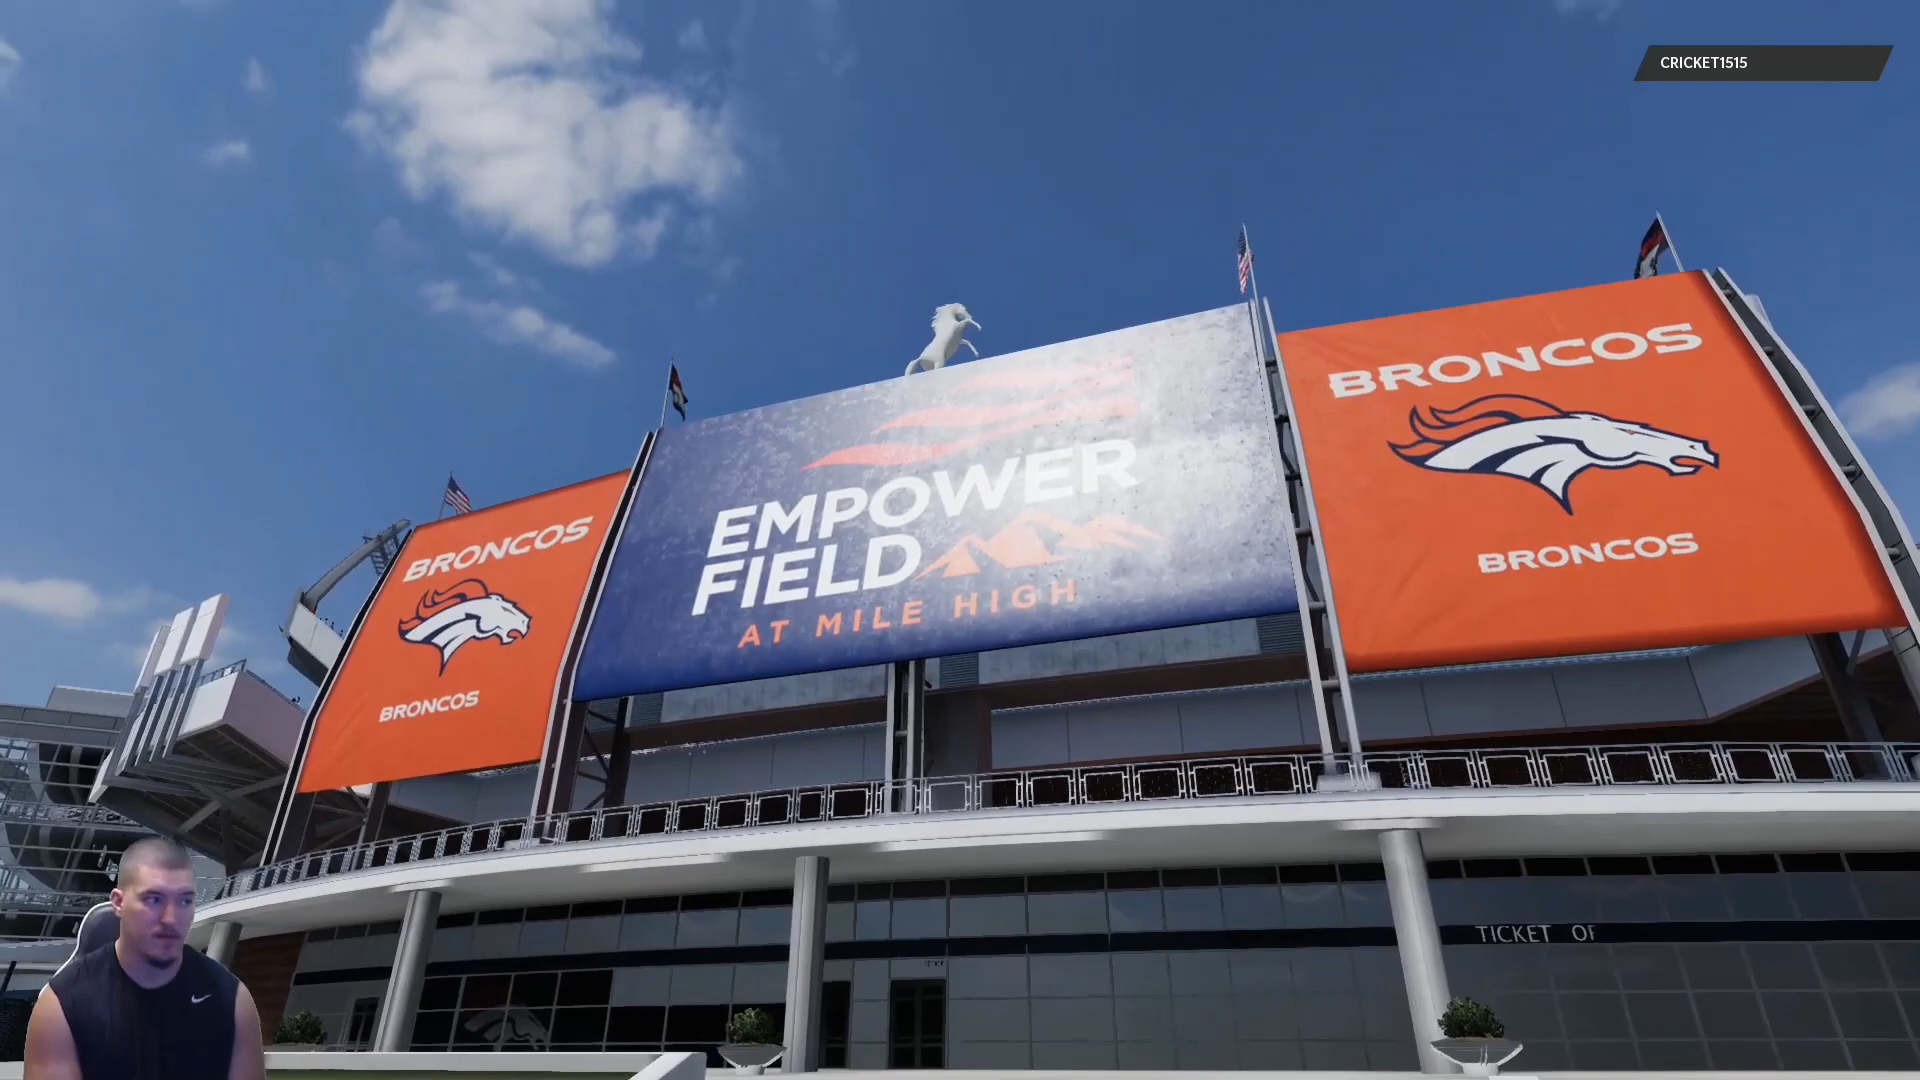 CRICKET1515
BRONCOS
BRONCOS
EMPOWER
FIELD
AT MILE HIGH
BRONCOS
BRONCOS
TICKET OF